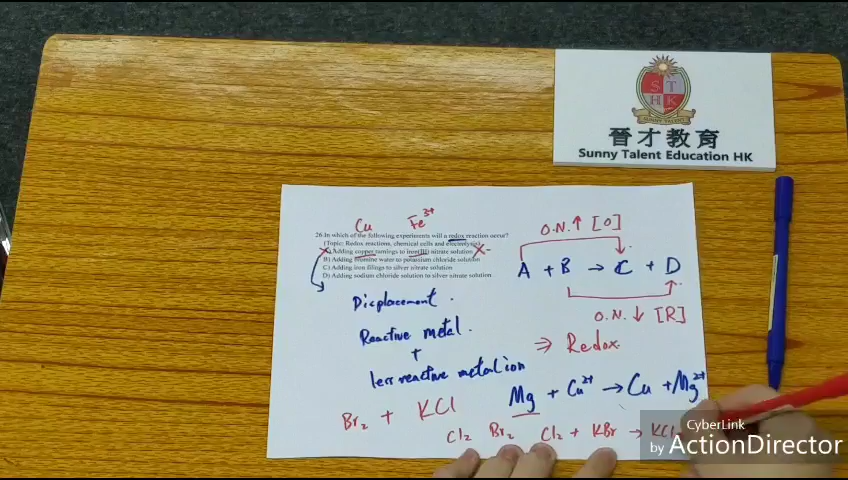 S T
H K
SUNNY TALENT
晉才教育
Sunny Talent Education HK
Cu Fe3+
26 In which of the following experiments will a redox reaction occur?
(Topic: Redox reactions, chemical cells and electrolysis)
A) Adding copper turnings to iron(III) nitrate solution X
B) Adding bromine water to potassium chloride solution
C) Adding iron filings to silver nitrate solution
D) Adding sodium chloride solution to silver nitrate solution
O.N.↑ [O]
A + B → C + D
O.N. ↓ [R]
⇒ Redox
Displacement.
Reactive metal.
+
less reactive metal ion
Mg + Cu2+ → Cu + Mg2+
Br2 + KCl
Cl2 Br2 Cl2 + KBr → KCl
CyberLink
by ActionDirector